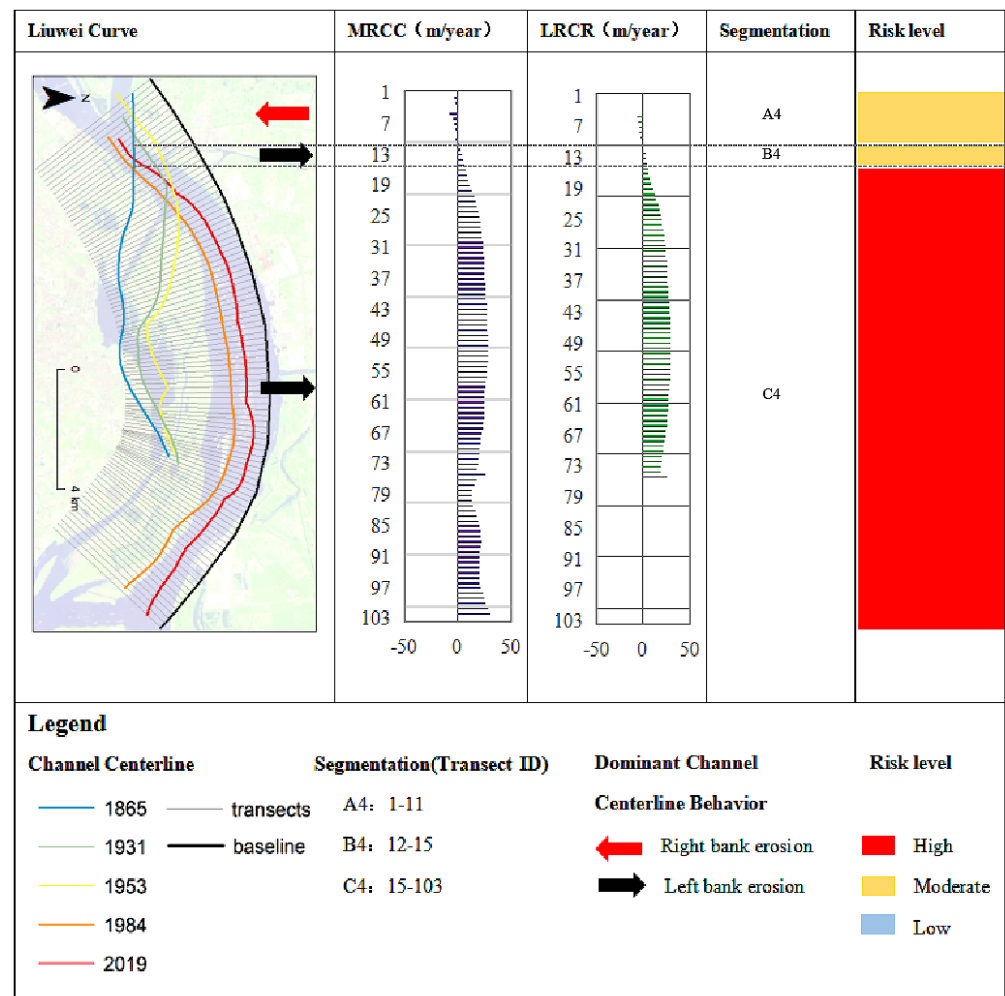 Liuwei Curve
MRCC（m/year）
LRCR（m/year）
Segmentation
Risk level
N
0
4 km
1
7
13
19
25
31
37
43
49
55
61
67
73
79
85
91
97
103
-50 0 50
1
7
13
19
25
31
37
43
49
55
61
67
73
79
85
91
97
103
-50 0 50
A4
B4
C4
Legend
Channel Centerline
1865
1931
1953
1984
2019
transects
baseline
Segmentation(Transect ID)
A4：1-11
B4：12-15
C4：15-103
Dominant Channel
Centerline Behavior
Right bank erosion
Left bank erosion
Risk level
High
Moderate
Low